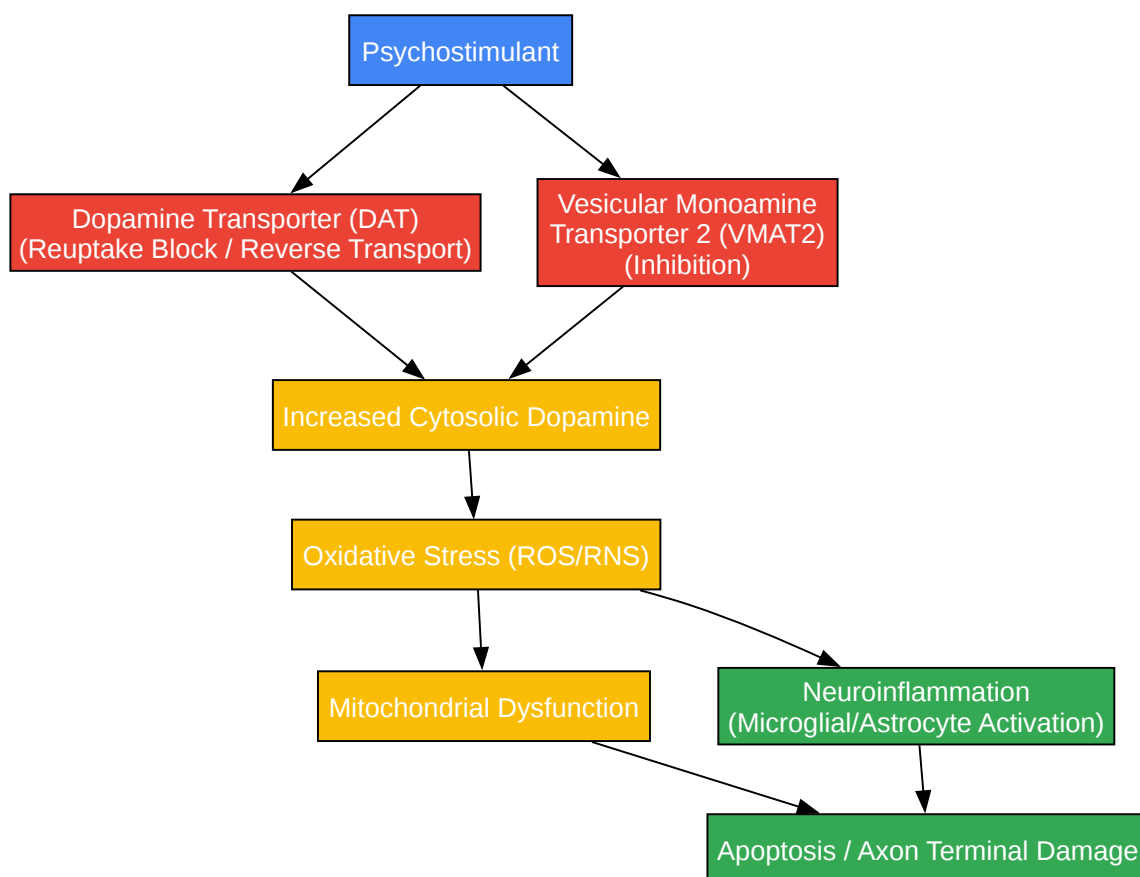 Psychostimulant
Dopamine Transporter (DAT)
(Reuptake Block / Reverse Transport)
Vesicular Monoamine
Transporter 2 (VMAT2)
(Inhibition)
Increased Cytosolic Dopamine
Oxidative Stress (ROS/RNS)
Mitochondrial Dysfunction
Neuroinflammation
(Microglial/Astrocyte Activation)
Apoptosis / Axon Terminal Damage